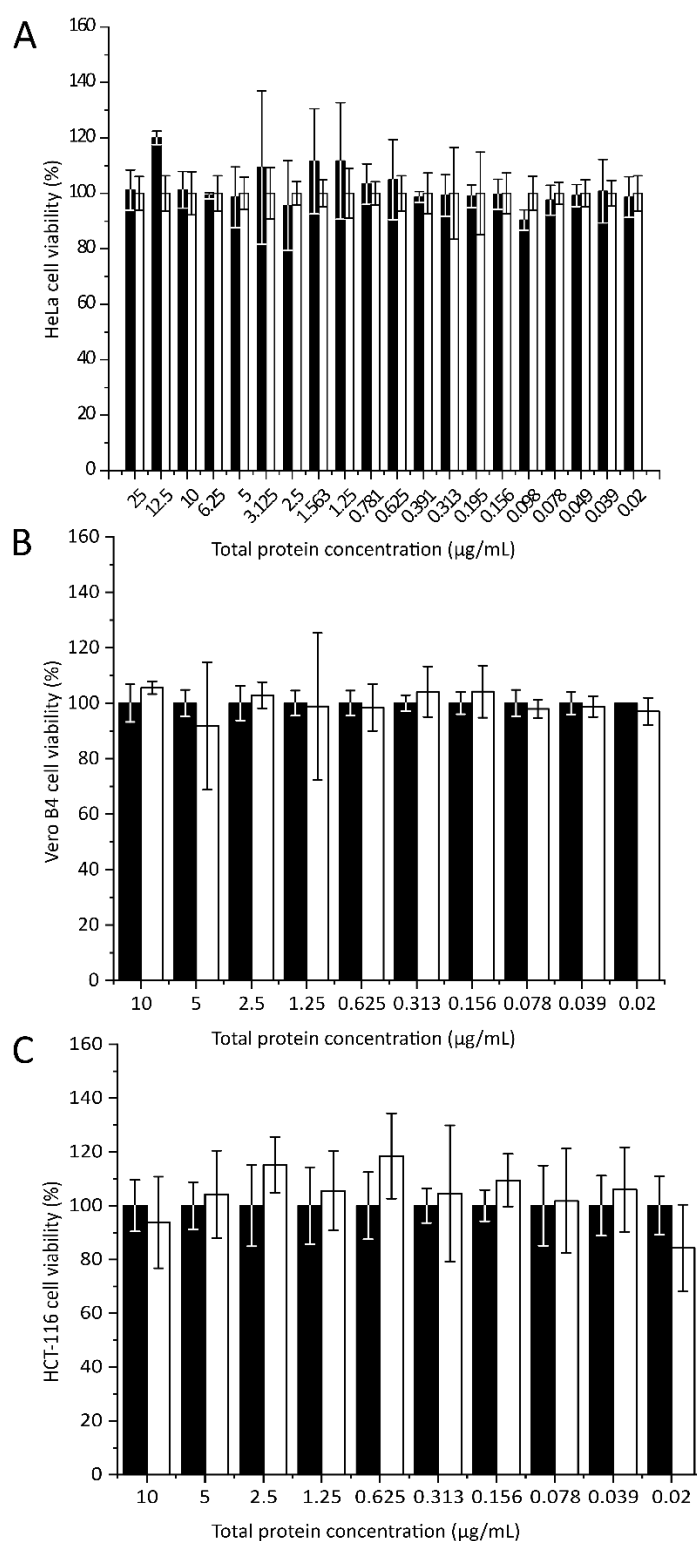 A
160
140
120
100
80
60
40
20
0
HeLa cell viability (%)
25 12.5 10 6.25 5 3.125 2.5 1.563 1.25 0.781 0.625 0.391 0.313 0.195 0.156 0.098 0.078 0.049 0.039 0.02
Total protein concentration (µg/mL)
B
160
140
120
100
80
60
40
20
0
Vero B4 cell viability (%)
10 5 2.5 1.25 0.625 0.313 0.156 0.078 0.039 0.02
Total protein concentration (µg/mL)
C
160
140
120
100
80
60
40
20
0
HCT-116 cell viability (%)
10 5 2.5 1.25 0.625 0.313 0.156 0.078 0.039 0.02
Total protein concentration (µg/mL)